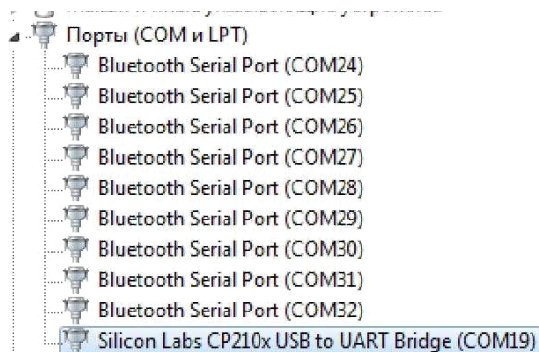 Порты (COM и LPT)
Bluetooth Serial Port (COM24)
Bluetooth Serial Port (COM25)
Bluetooth Serial Port (COM26)
Bluetooth Serial Port (COM27)
Bluetooth Serial Port (COM28)
Bluetooth Serial Port (COM29)
Bluetooth Serial Port (COM30)
Bluetooth Serial Port (COM31)
Bluetooth Serial Port (COM32)
Silicon Labs CP210x USB to UART Bridge (COM19)